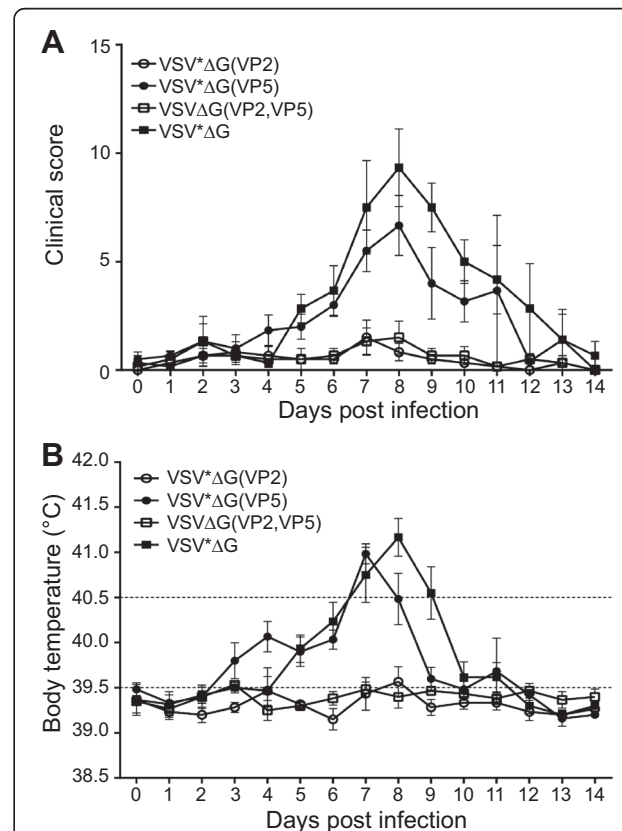 A
15
VSV*ΔG(VP2)
VSV*ΔG(VP5)
VSVΔG(VP2,VP5)
VSV*ΔG
10
5
0
Clinical score
0 1 2 3 4 5 6 7 8 9 10 11 12 13 14
Days post infection
B
42.0
VSV*ΔG(VP2)
41.5
VSV*ΔG(VP5)
VSVΔG(VP2,VP5)
41.0
VSV*ΔG
40.5
40.0
39.5
39.0
38.5
Body temperature (°C)
0 1 2 3 4 5 6 7 8 9 10 11 12 13 14
Days post infection